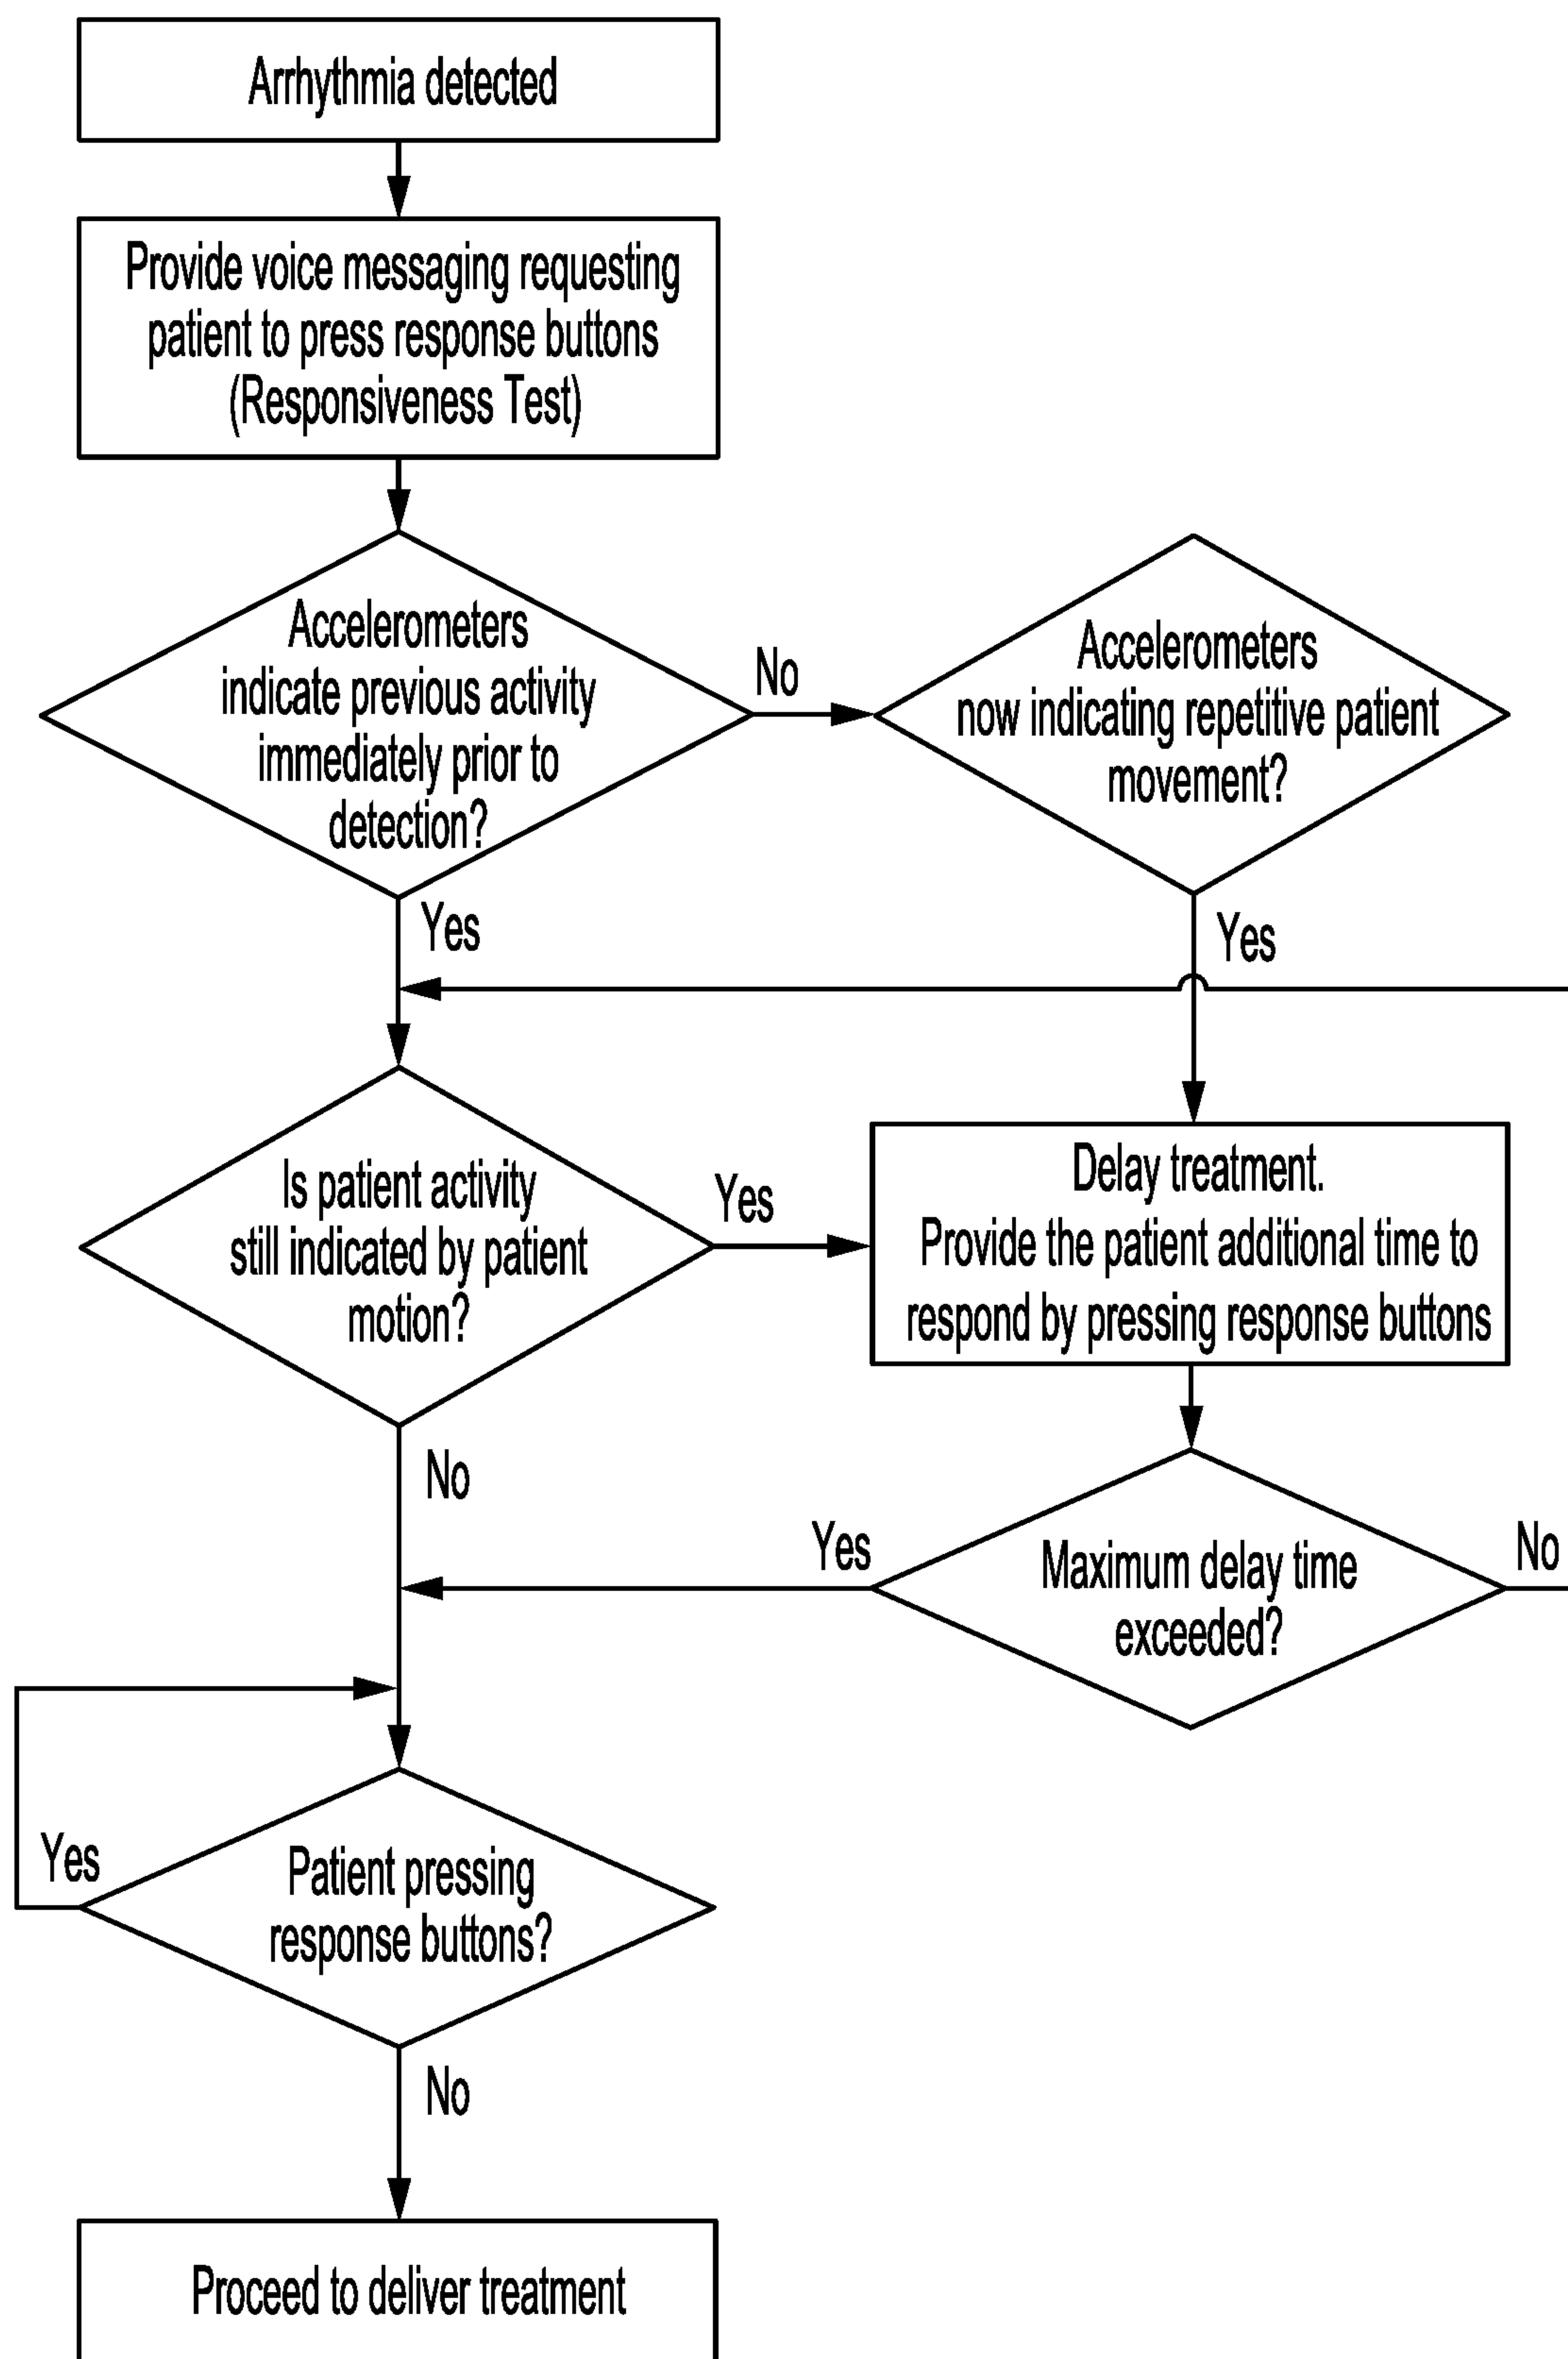 Arrhythmia detected
Provide voice messaging requesting
patient to press response buttons
(Responsiveness Test)
Accelerometers
indicate previous activity
immediately prior to
detection?
No
Accelerometers
now indicating repetitive patient
movement?
Yes
Yes
Is patient activity
still indicated by patient
motion?
Yes
Delay treatment.
Provide the patient additional time to
respond by pressing response buttons
No
Yes
Maximum delay time
exceeded?
No
Yes
Patient pressing
response buttons?
No
Proceed to deliver treatment